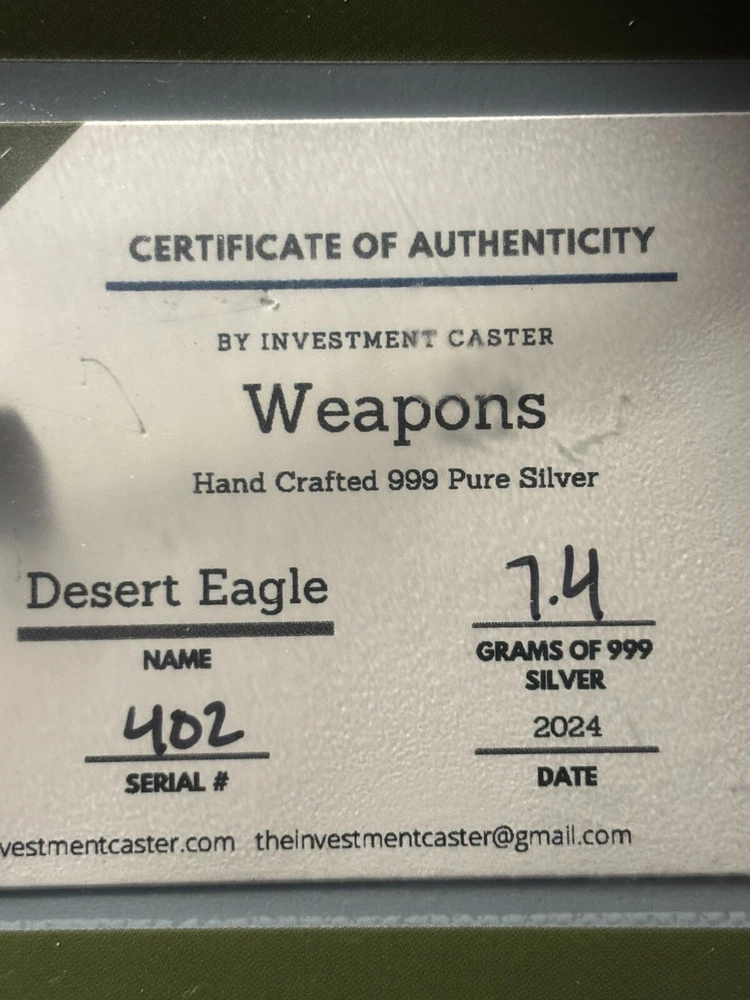 CERTIFICATE OF AUTHENTICITY
BY INVESTMENT CASTER
Weapons
Hand Crafted 999 Pure Silver
Desert Eagle
NAME
7.4
GRAMS OF 999
SILVER
402
SERIAL #
2024
DATE
vestmentcaster.com theinvestmentcaster@gmail.com